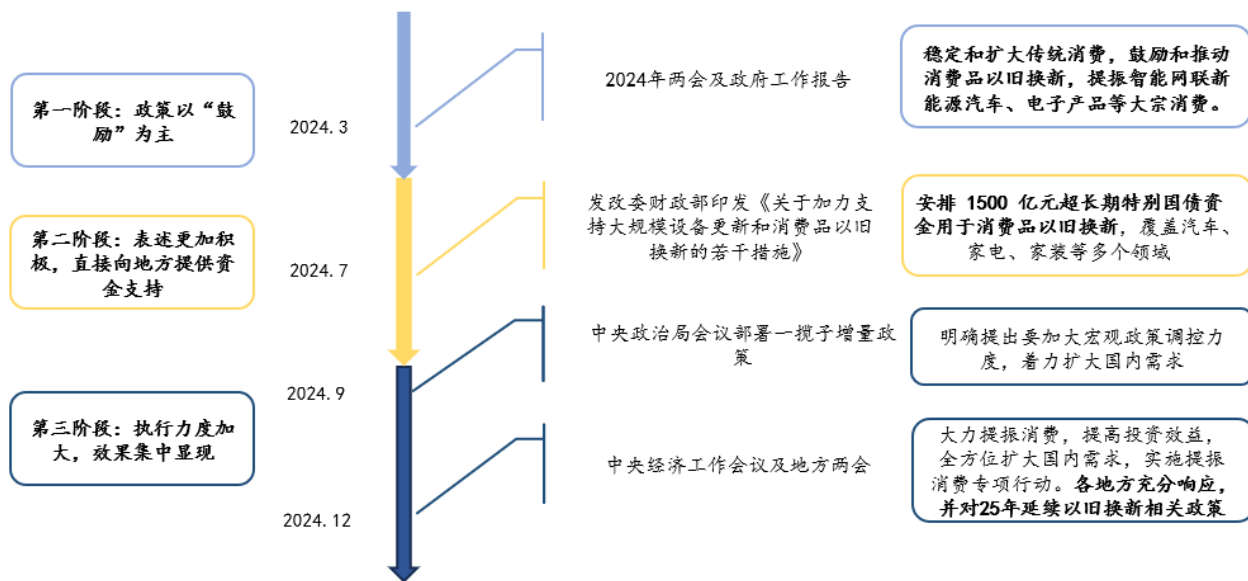 第一阶段：政策以“鼓
励”为主
2024.3
2024年两会及政府工作报告
稳定和扩大传统消费，鼓励和推动
消费品以旧换新，提振智能网联新
能源汽车、电子产品等大宗消费。
第二阶段：表述更加积
极，直接向地方提供资
金支持
2024.7
发改委财政部印发《关于加力支
持大规模设备更新和消费品以旧
换新的若干措施》
安排 1500 亿元超长期特别国债资
金用于消费品以旧换新，覆盖汽车、
家电、家装等多个领域
第三阶段：执行力度加
大，效果集中显现
2024.9
中央政治局会议部署一揽子增量政
策
明确提出要加大宏观政策调控力
度，着力扩大国内需求
2024.12
中央经济工作会议及地方两会
大力提振消费，提高投资效益，
全方位扩大国内需求，实施提振
消费专项行动。各地方充分响应，
并对25年延续以旧换新相关政策